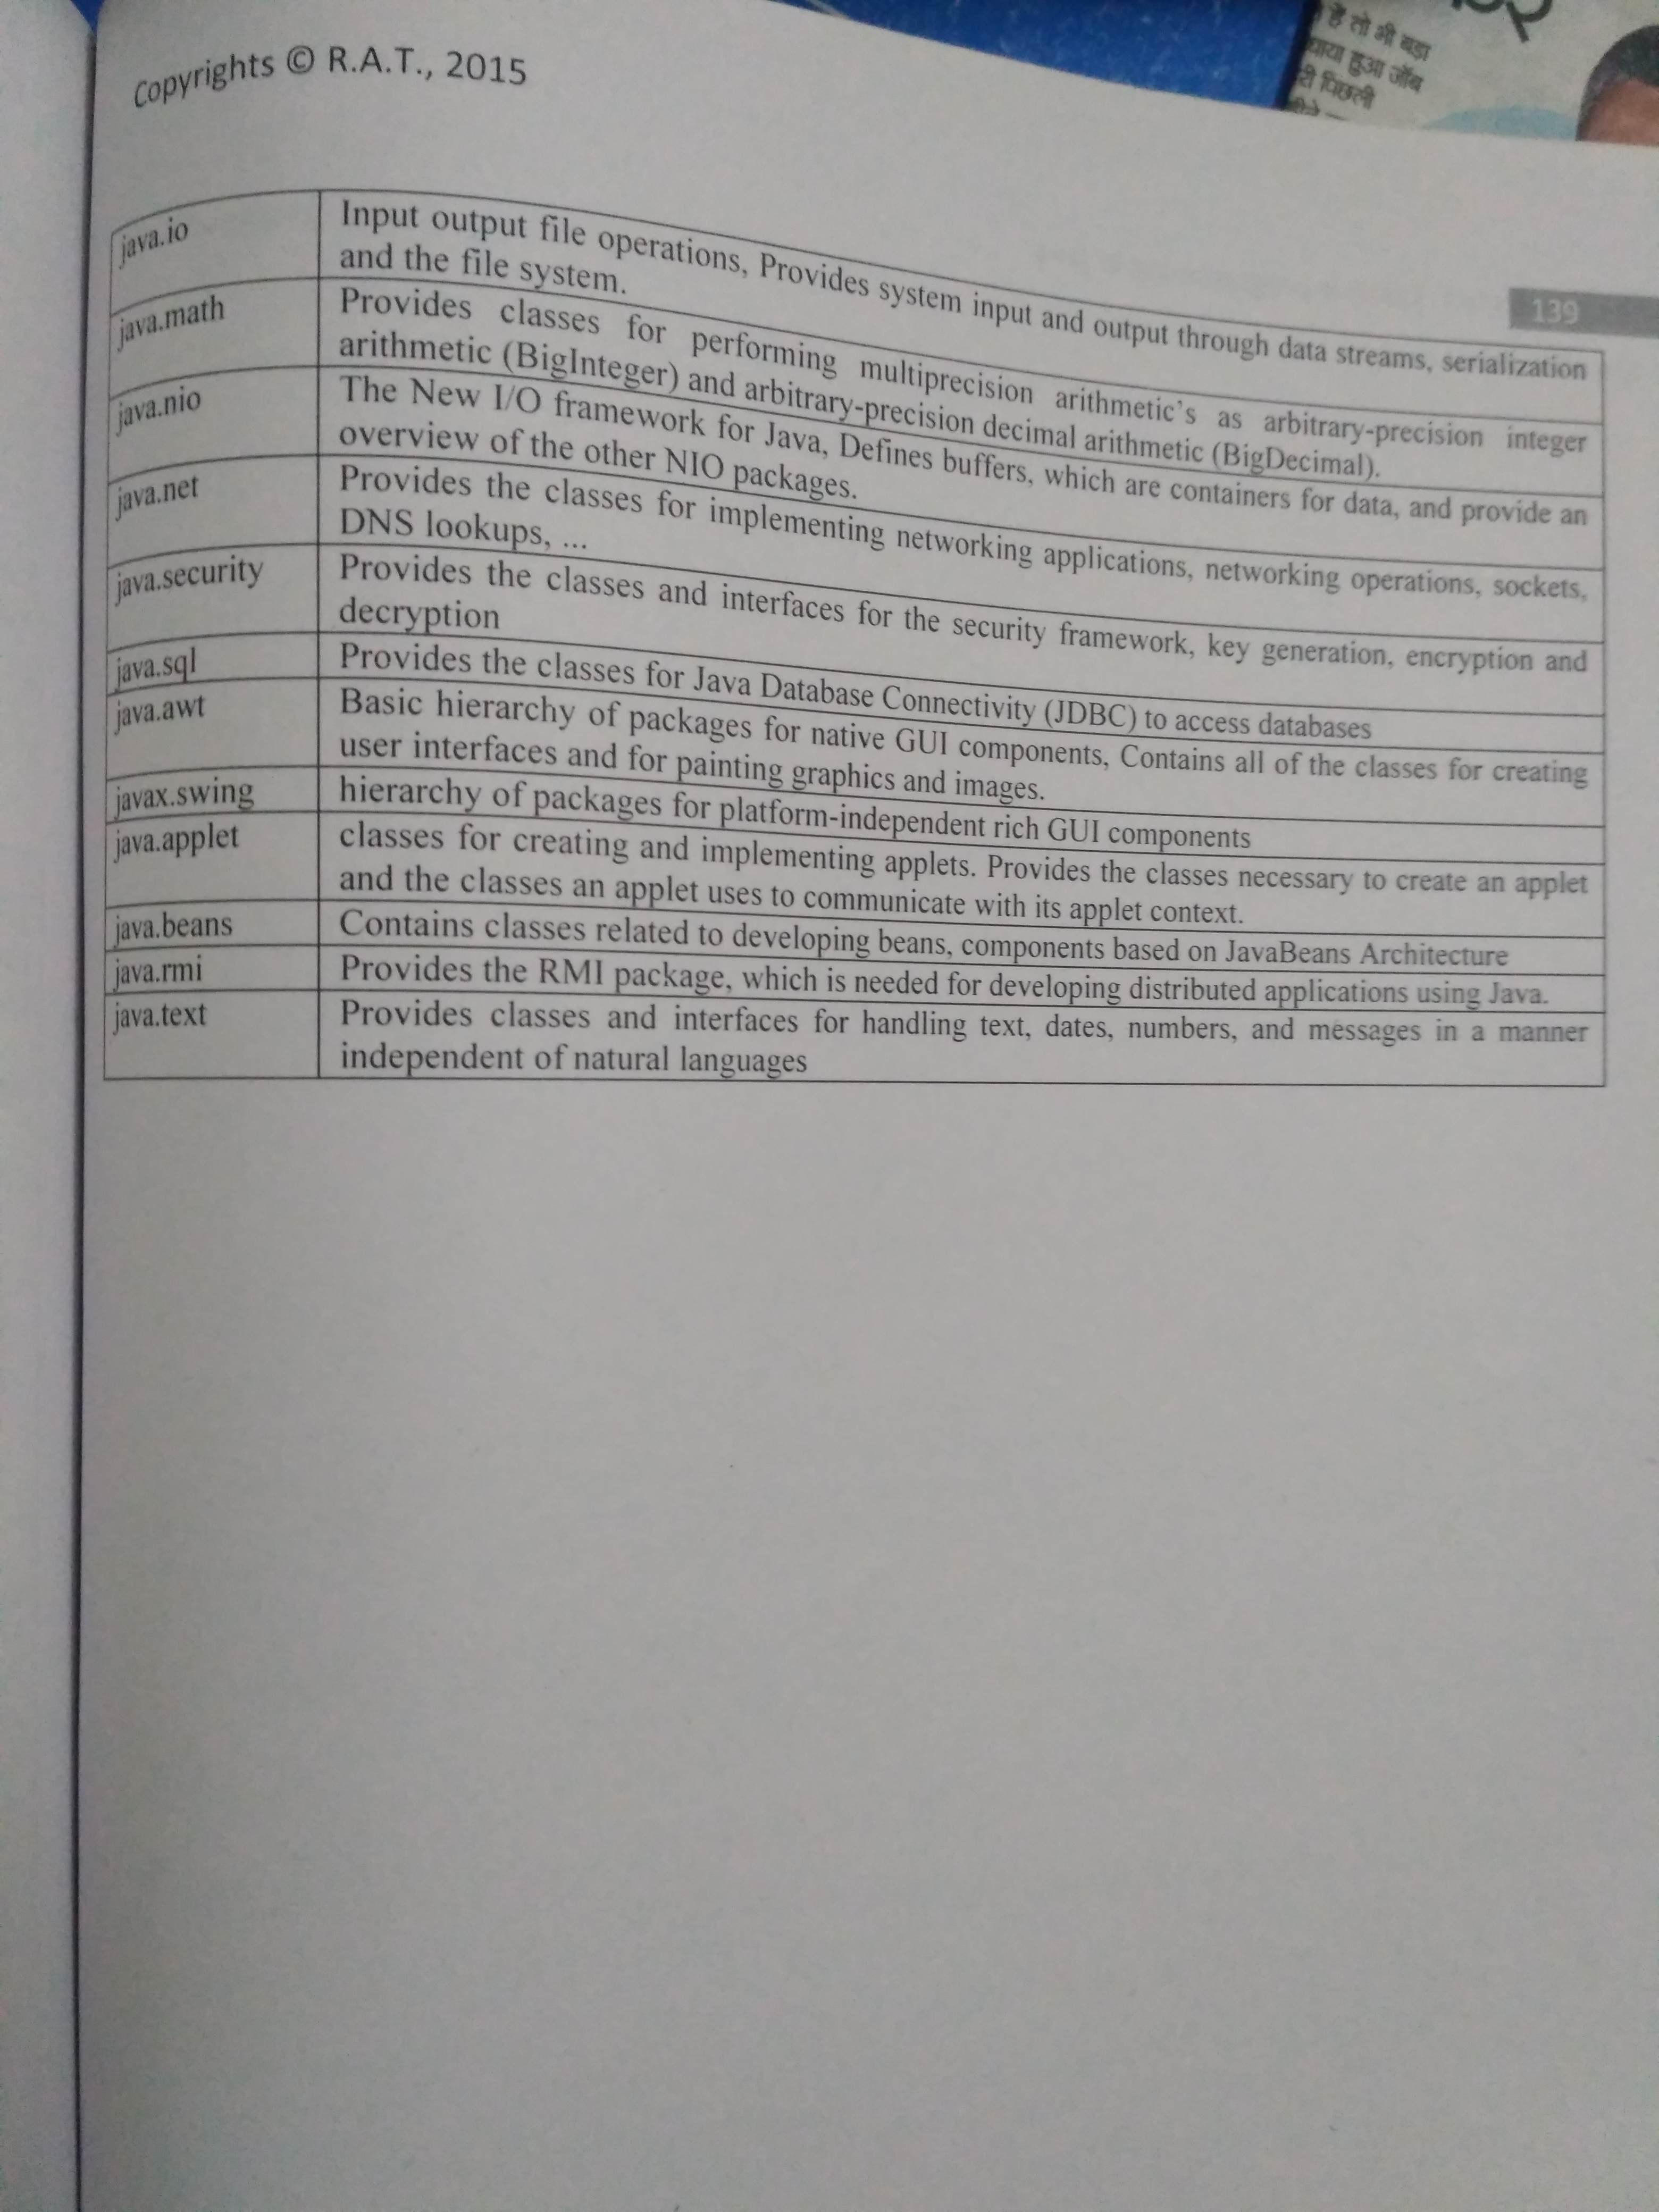 Copyrights © R.A.T., 2015
है तो भी बड़ा
हुआ जॉब
री पिछली
139
java.io
Input output file operations, Provides system input and output through data streams, serialization
and the file system.
java.math
Provides classes for performing multiprecision arithmetic's as arbitrary-precision integer
arithmetic (BigInteger) and arbitrary-precision decimal arithmetic (BigDecimal).
java.nio
The New I/O framework for Java, Defines buffers, which are containers for data, and provide an
overview of the other NIO packages.
java.net
Provides the classes for implementing networking applications, networking operations, sockets,
DNS lookups, ...
java.security
Provides the classes and interfaces for the security framework, key generation, encryption and
decryption
java.sql
Provides the classes for Java Database Connectivity (JDBC) to access databases
java.awt
Basic hierarchy of packages for native GUI components, Contains all of the classes for creating
user interfaces and for painting graphics and images.
javax.swing
hierarchy of packages for platform-independent rich GUI components
java.applet
classes for creating and implementing applets. Provides the classes necessary to create an applet
and the classes an applet uses to communicate with its applet context.
java.beans
Contains classes related to developing beans, components based on JavaBeans Architecture
java.rmi
Provides the RMI package, which is needed for developing distributed applications using Java.
java.text
Provides classes and interfaces for handling text, dates, numbers, and messages in a manner
independent of natural languages